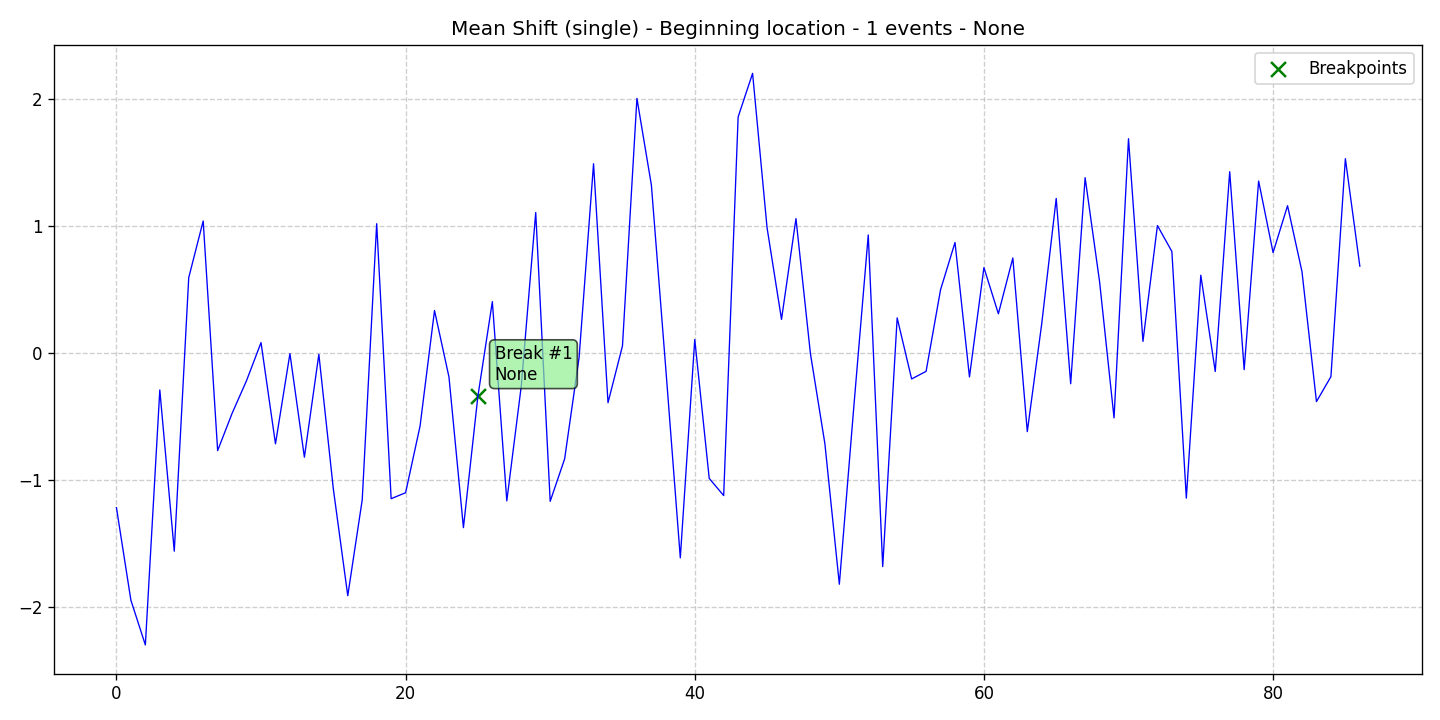 Mean Shift (single) - Beginning location - 1 events - None
Breakpoints
2
1
0
−1
−2
Break #1
None
0
20
40
60
80